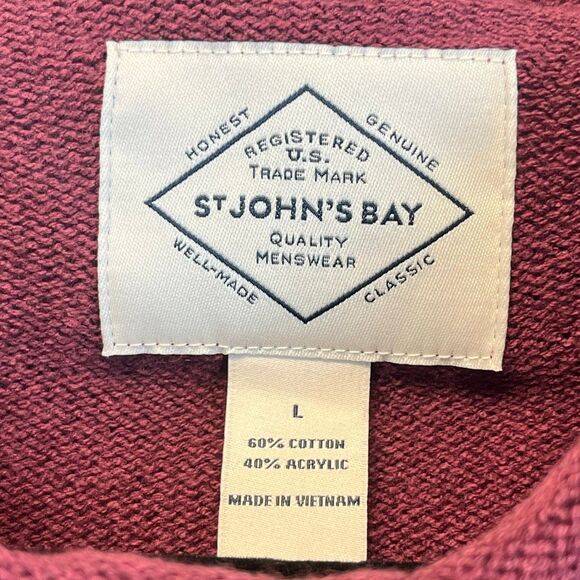 HONEST
GENUINE
REGISTERED
U.S.
TRADE MARK
ST JOHN'S BAY
QUALITY
MENSWEAR
WELL-MADE
CLASSIC
L
60% COTTON
40% ACRYLIC
MADE IN VIETNAM